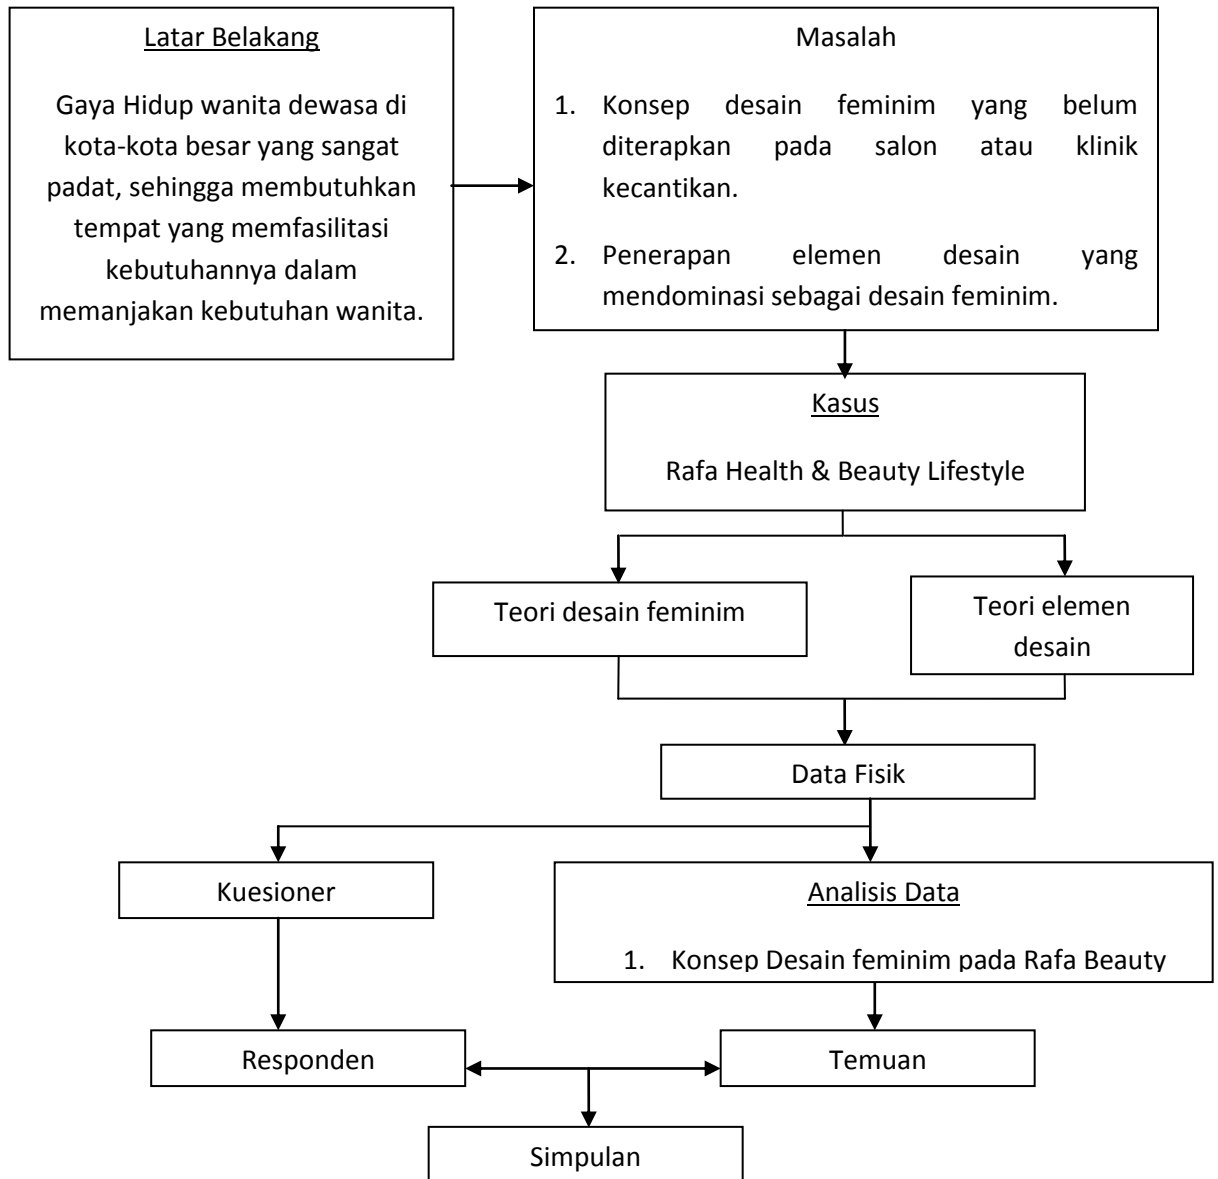 Latar Belakang
Gaya Hidup wanita dewasa di
kota-kota besar yang sangat
padat, sehingga membutuhkan
tempat yang memfasilitasi
kebutuhannya dalam
memanjakan kebutuhan wanita.
Masalah
1. Konsep desain feminim yang belum
diterapkan pada salon atau klinik
kecantikan.
2. Penerapan elemen desain yang
mendominasi sebagai desain feminim.
Kasus
Rafa Health & Beauty Lifestyle
Teori desain feminim
Teori elemen
desain
Data Fisik
Kuesioner
Analisis Data
1. Konsep Desain feminim pada Rafa Beauty
Responden
Temuan
Simpulan